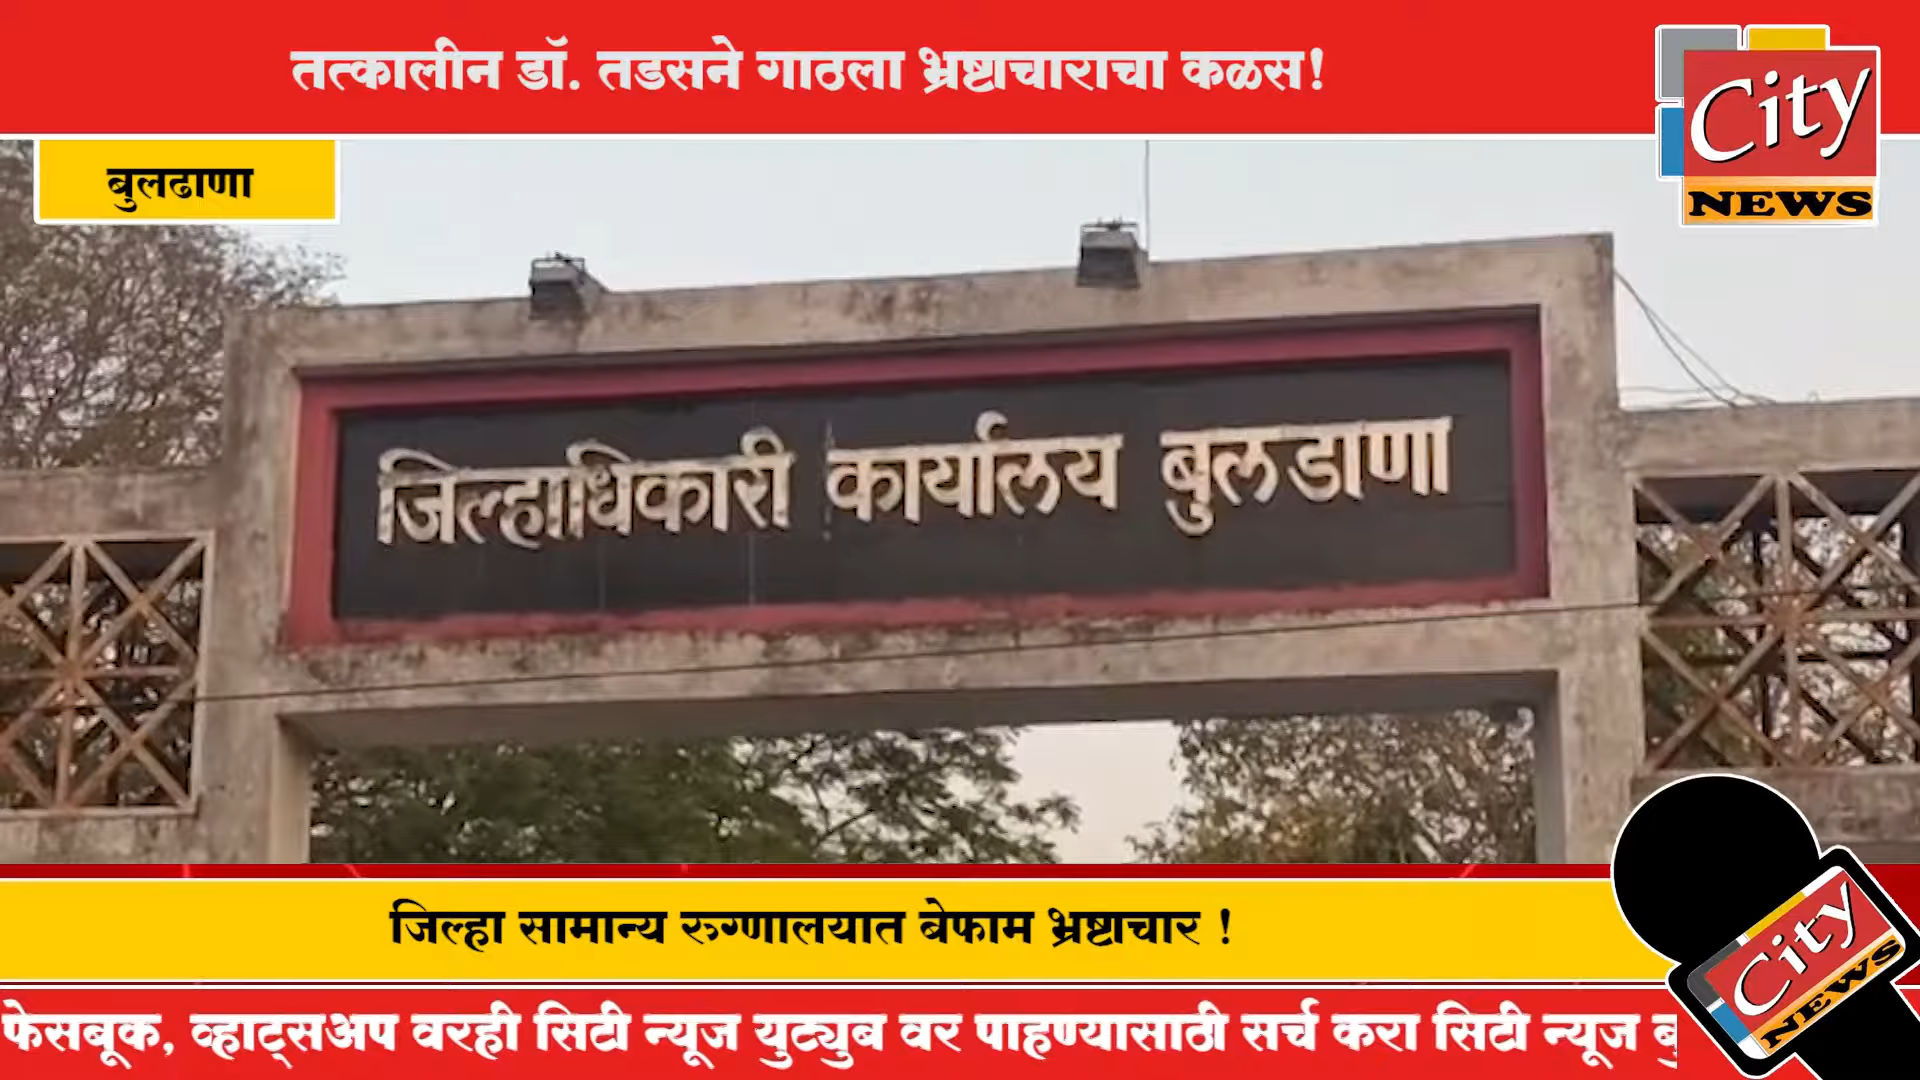 तत्कालीन डॉ. तडसने गाठला भ्रष्टाचाराचा कळस!
City
NEWS
बुलढाणा
जिल्हाधिकारी कार्यालय बुलडाणा
जिल्हा सामान्य रुग्णालयात बेफाम भ्रष्टाचार !
City
NEWS
फेसबूक, व्हाट्सअप वरही सिटी न्यूज युट्युब वर पाहण्यासाठी सर्च करा सिटी न्यूज